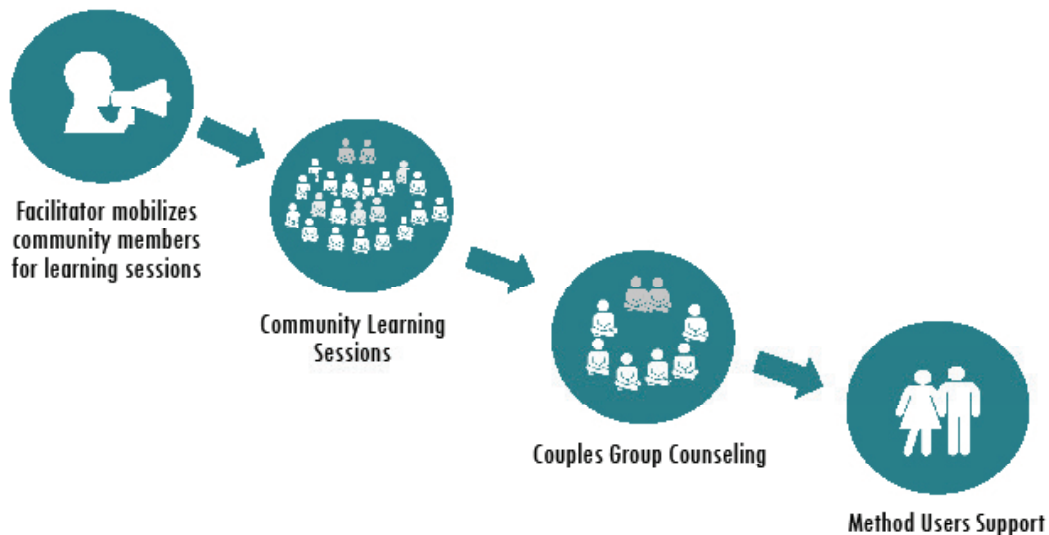 Facilitator mobilizes
community members
for learning sessions
Community Learning
Sessions
Couples Group Counseling
Method Users Support